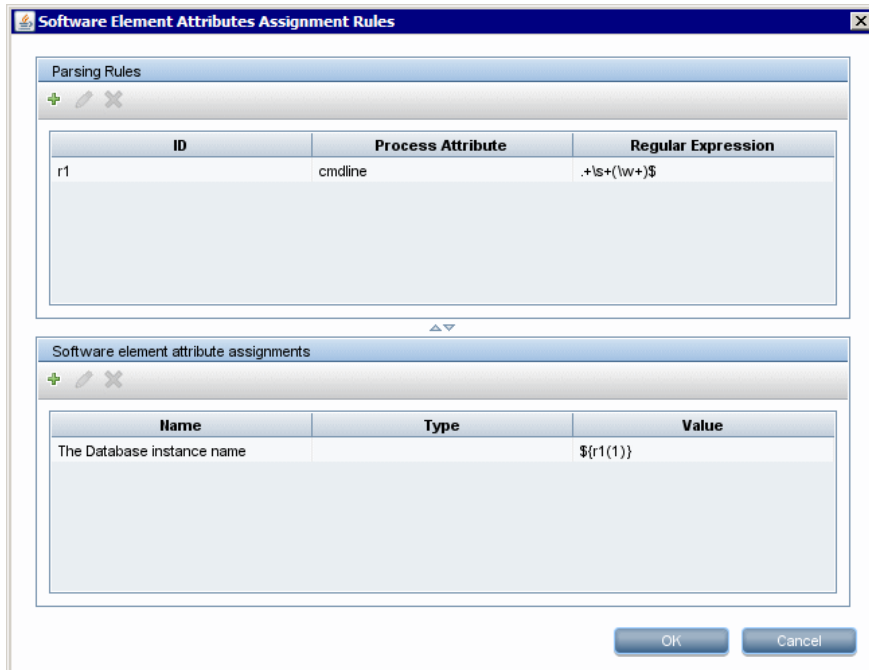 Software Element Attributes Assignment Rules
Parsing Rules
ID Process Attribute Regular Expression
r1 cmdline .+\s+(\w+)$
Software element attribute assignments
Name Type Value
The Database instance name ${r1(1)}
OK Cancel